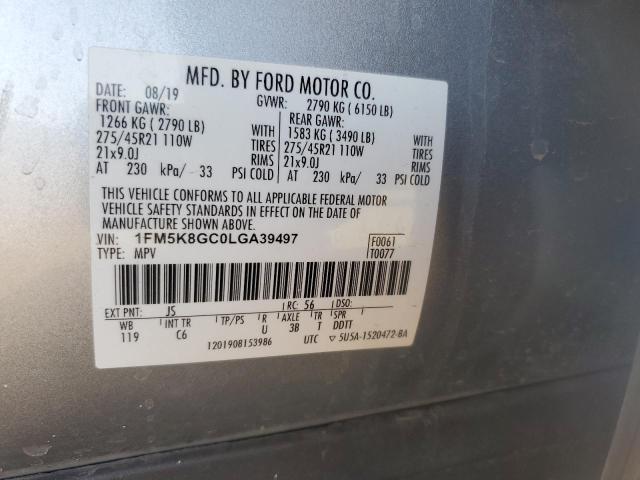 MFD. BY FORD MOTOR CO.
DATE: 08/19 GVWR: 2790 KG ( 6150 LB)
FRONT GAWR: REAR GAWR:
1266 KG ( 2790 LB) WITH 1583 KG ( 3490 LB) WITH
275/45R21 110W TIRES 275/45R21 110W TIRES
21x9.0J RIMS 21x9.0J RIMS
AT 230 kPa/ 33 PSI COLD AT 230 kPa/ 33 PSI COLD
THIS VEHICLE CONFORMS TO ALL APPLICABLE FEDERAL MOTOR
VEHICLE SAFETY STANDARDS IN EFFECT ON THE DATE OF
MANUFACTURE SHOWN ABOVE.
VIN: 1FM5K8GC0LGA39497 F0061
TYPE: MPV T0077
EXT PNT: JS RC: 56 DSO:
WB INT TR TP/PS R AXLE TR SPR
119 C6 U 3B T DDTT
1201908153986 UTC ▽ 5U5A-1520472-BA